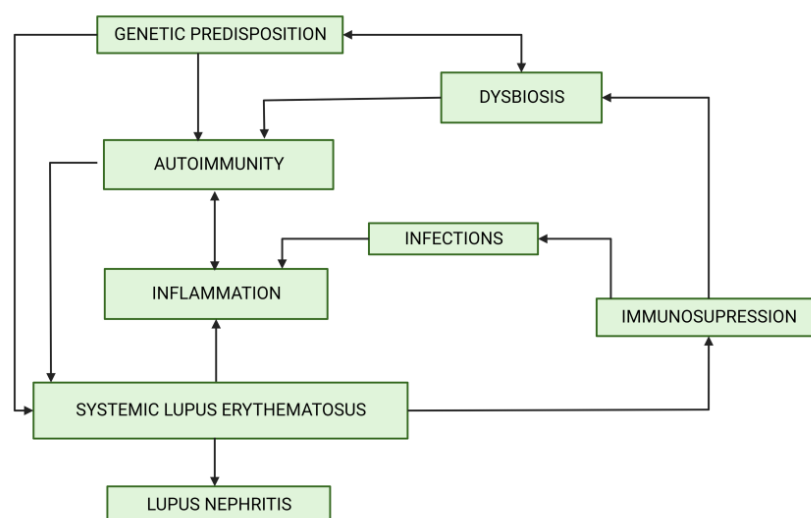 GENETIC PREDISPOSITION
DYSBIOSIS
AUTOIMMUNITY
INFECTIONS
INFLAMMATION
IMMUNOSUPRESSION
SYSTEMIC LUPUS ERYTHEMATOSUS
LUPUS NEPHRITIS